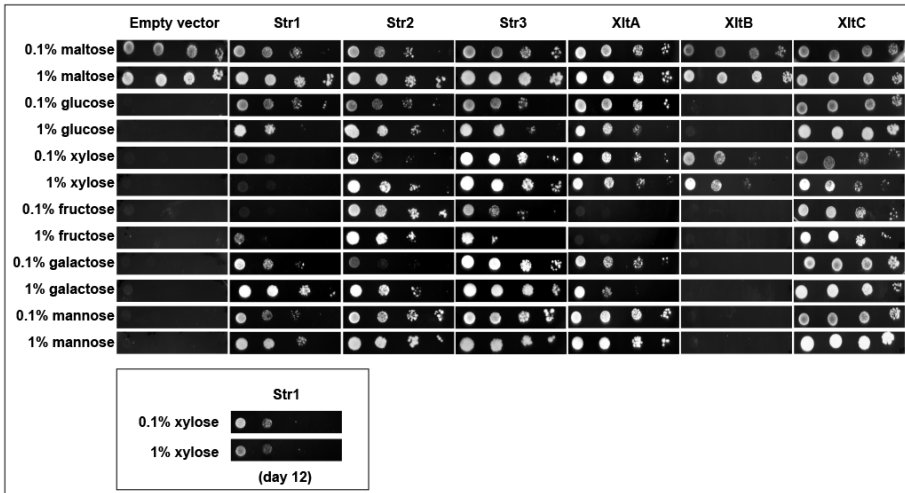 Empty vector Str1 Str2 Str3 XltA XltB XltC
0.1% maltose
1% maltose
0.1% glucose
1% glucose
0.1% xylose
1% xylose
0.1% fructose
1% fructose
0.1% galactose
1% galactose
0.1% mannose
1% mannose
Str1
0.1% xylose
1% xylose
(day 12)